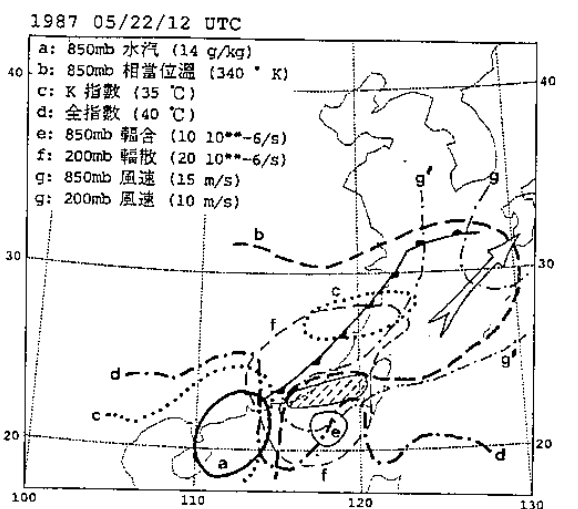 1987 05/22/12 UTC
a: 850mb 水汽 (14 g/kg)
b: 850mb 相當位溫 (340 ° K)
c: K 指數 (35 ℃)
d: 全指數 (40 ℃)
e: 850mb 輻合 (10 10**-6/s)
f: 200mb 輻散 (20 10**-6/s)
g: 850mb 風速 (15 m/s)
g: 200mb 風速 (10 m/s)
40
40
g'
g
b
30
30
c
f
d
g'
c
e
20
20
a
f
d
100
110
120
130